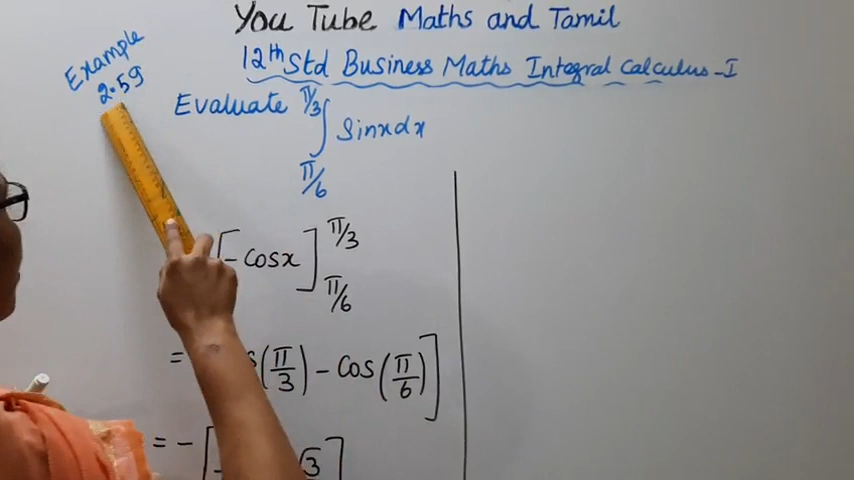 You Tube Maths and Tamil
12th Std Business Maths Integral Calculus -I
Example
2.59
Evaluate π/3 ∫ π/6 Sinx dx
[-cosx] π/3 π/6
= (π/3) - Cos(π/6)]
= -[ √3]